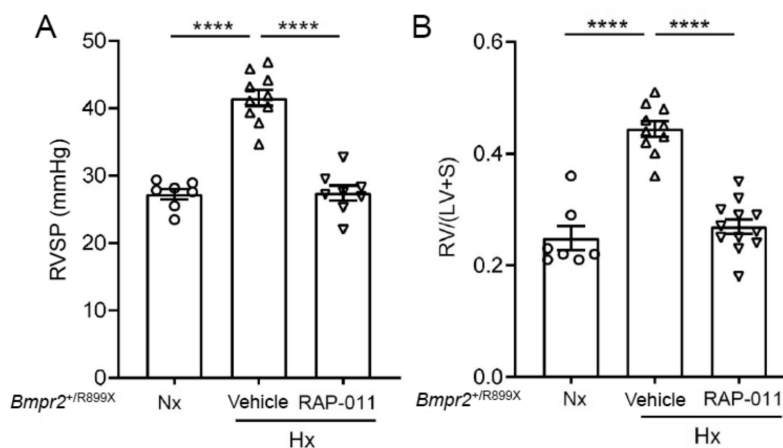 A
**** ****
RVSP (mmHg)
50
40
30
20
10
0
Bmpr2+/R899X Nx Vehicle RAP-011
Hx
B
**** ****
RV/(LV+S)
0.6
0.4
0.2
0.0
Bmpr2+/R899X Nx Vehicle RAP-011
Hx